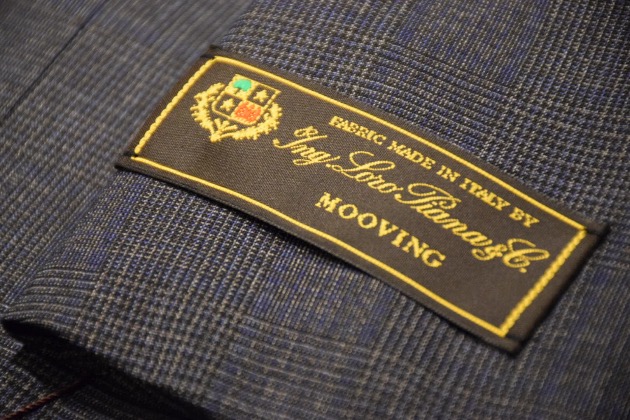 FABRIC MADE IN ITALY BY
Ing. Loro Piana & C.
MOOVING